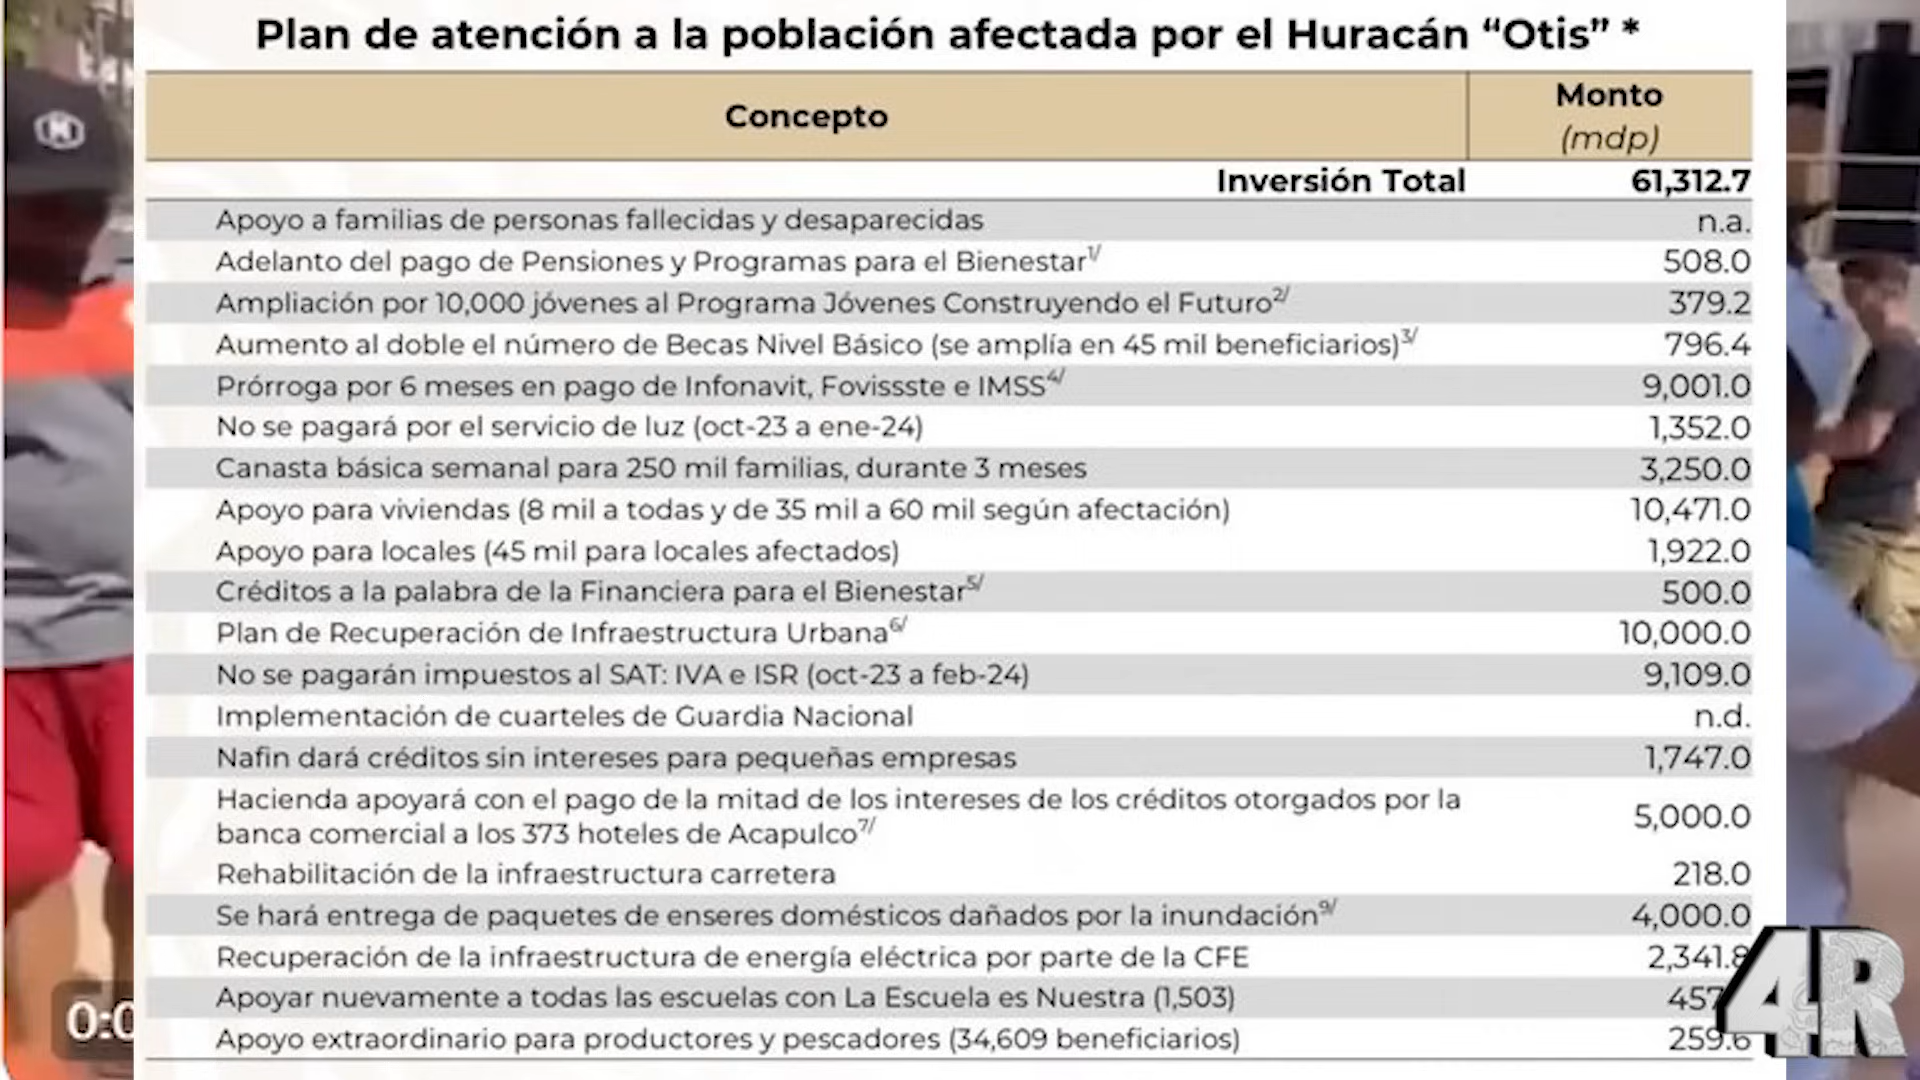 Plan de atención a la población afectada por el Huracán “Otis” *
Concepto
Monto
(mdp)
Inversión Total 61,312.7
Apoyo a familias de personas fallecidas y desaparecidas n.a.
Adelanto del pago de Pensiones y Programas para el Bienestar1/ 508.0
Ampliación por 10,000 jóvenes al Programa Jóvenes Construyendo el Futuro2/ 379.2
Aumento al doble el número de Becas Nivel Básico (se amplía en 45 mil beneficiarios)3/ 796.4
Prórroga por 6 meses en pago de Infonavit, Fovissste e IMSS4/ 9,001.0
No se pagará por el servicio de luz (oct-23 a ene-24) 1,352.0
Canasta básica semanal para 250 mil familias, durante 3 meses 3,250.0
Apoyo para viviendas (8 mil a todas y de 35 mil a 60 mil según afectación) 10,471.0
Apoyo para locales (45 mil para locales afectados) 1,922.0
Créditos a la palabra de la Financiera para el Bienestar5/ 500.0
Plan de Recuperación de Infraestructura Urbana6/ 10,000.0
No se pagarán impuestos al SAT: IVA e ISR (oct-23 a feb-24) 9,109.0
Implementación de cuarteles de Guardia Nacional n.d.
Nafin dará créditos sin intereses para pequeñas empresas 1,747.0
Hacienda apoyará con el pago de la mitad de los intereses de los créditos otorgados por la
banca comercial a los 373 hoteles de Acapulco7/ 5,000.0
Rehabilitación de la infraestructura carretera 218.0
Se hará entrega de paquetes de enseres domésticos dañados por la inundación9/ 4,000.0
Recuperación de la infraestructura de energía eléctrica por parte de la CFE 2,341.8
Apoyar nuevamente a todas las escuelas con La Escuela es Nuestra (1,503) 457
Apoyo extraordinario para productores y pescadores (34,609 beneficiarios) 259.6
0:0
4R